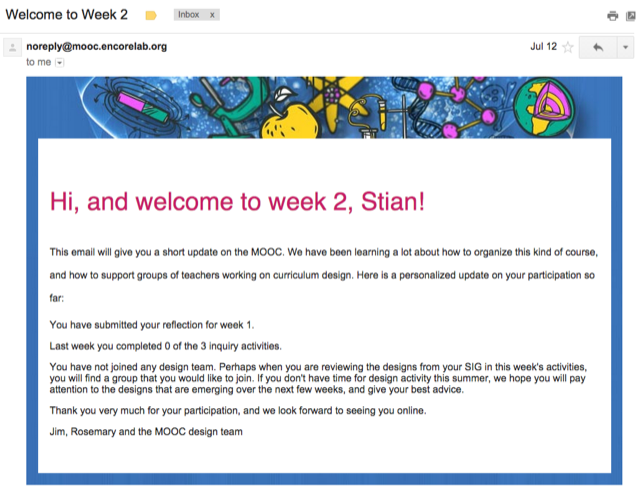 Welcome to Week 2
Inbox x
noreply@mooc.encorelab.org
Jul 12
to me
Hi, and welcome to week 2, Stian!
This email will give you a short update on the MOOC. We have been learning a lot about how to organize this kind of course,
and how to support groups of teachers working on curriculum design. Here is a personalized update on your participation so
far:
You have submitted your reflection for week 1.
Last week you completed 0 of the 3 inquiry activities.
You have not joined any design team. Perhaps when you are reviewing the designs from your SIG in this week's activities,
you will find a group that you would like to join. If you don't have time for design activity this summer, we hope you will pay
attention to the designs that are emerging over the next few weeks, and give your best advice.
Thank you very much for your participation, and we look forward to seeing you online.
Jim, Rosemary and the MOOC design team